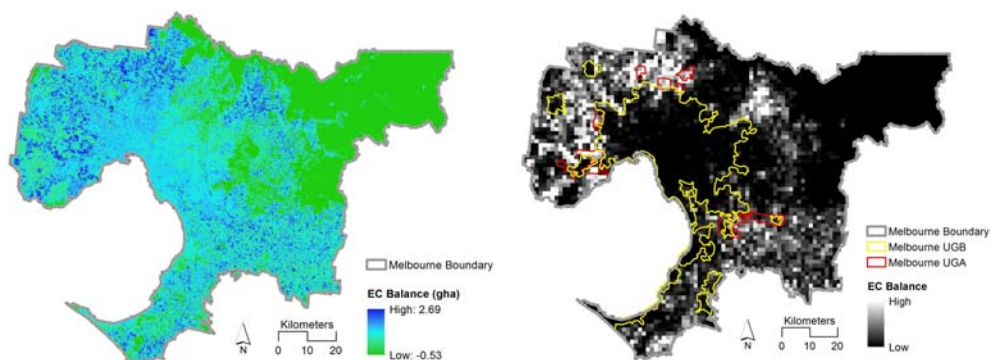 Melbourne Boundary
EC Balance (gha)
High: 2.69
Low: -0.53
Kilometers
N
0 10 20
Melbourne Boundary
Melbourne UGB
Melbourne UGA
EC Balance
High
Low
Kilometers
N
0 10 20